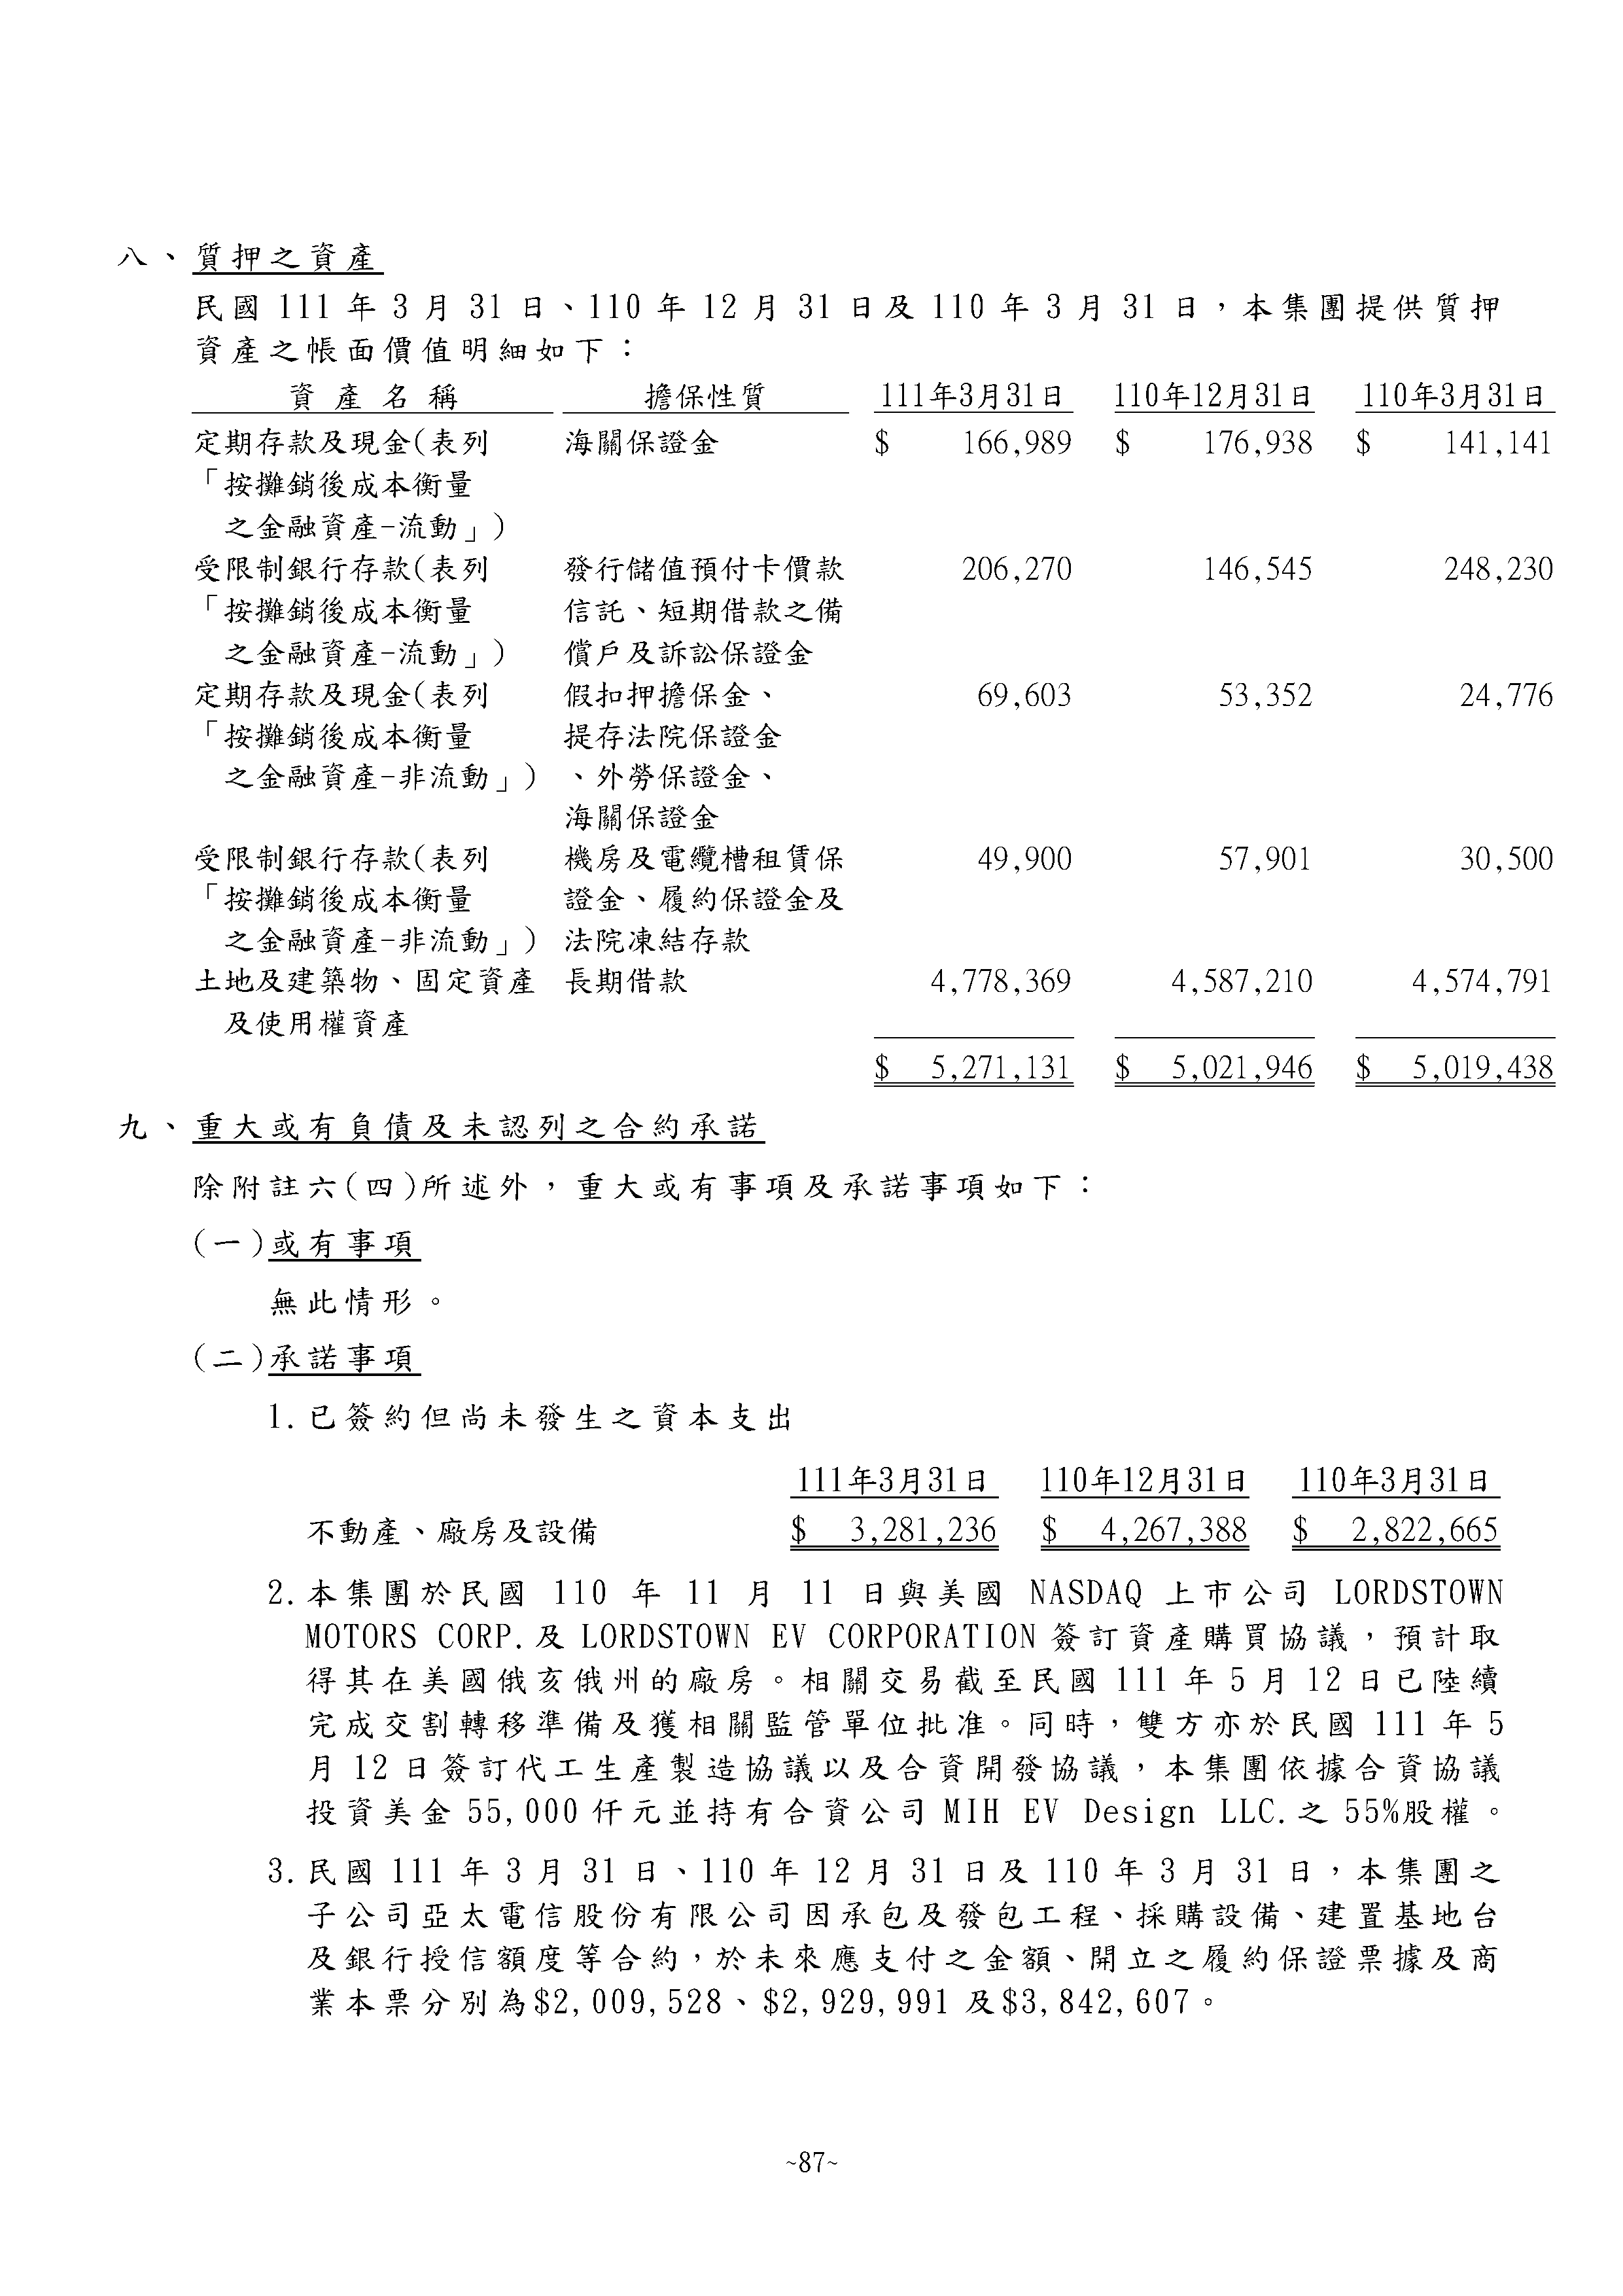 八、質押之資產
民國 111 年 3 月 31 日、110 年 12 月 31 日及 110 年 3 月 31 日，本集團提供質押
資產之帳面價值明細如下：
資 產 名 稱 擔保性質 111年3月31日 110年12月31日 110年3月31日
定期存款及現金(表列 海關保證金 $ 166,989 $ 176,938 $ 141,141
「按攤銷後成本衡量
之金融資產-流動」)
受限制銀行存款(表列 發行儲值預付卡價款 206,270 146,545 248,230
「按攤銷後成本衡量 信託、短期借款之備
之金融資產-流動」) 償戶及訴訟保證金
定期存款及現金(表列 假扣押擔保金、 69,603 53,352 24,776
「按攤銷後成本衡量 提存法院保證金
之金融資產-非流動」) 、外勞保證金、
海關保證金
受限制銀行存款(表列 機房及電纜槽租賃保 49,900 57,901 30,500
「按攤銷後成本衡量 證金、履約保證金及
之金融資產-非流動」) 法院凍結存款
土地及建築物、固定資產 長期借款 4,778,369 4,587,210 4,574,791
及使用權資產
$ 5,271,131 $ 5,021,946 $ 5,019,438
九、重大或有負債及未認列之合約承諾
除附註六(四)所述外，重大或有事項及承諾事項如下：
(一)或有事項
無此情形。
(二)承諾事項
1.已簽約但尚未發生之資本支出
111年3月31日 110年12月31日 110年3月31日
不動產、廠房及設備 $ 3,281,236 $ 4,267,388 $ 2,822,665
2.本集團於民國 110 年 11 月 11 日與美國 NASDAQ 上市公司 LORDSTOWN
MOTORS CORP.及 LORDSTOWN EV CORPORATION 簽訂資產購買協議，預計取
得其在美國俄亥俄州的廠房。相關交易截至民國 111 年 5 月 12 日已陸續
完成交割轉移準備及獲相關監管單位批准。同時，雙方亦於民國 111 年 5
月 12 日簽訂代工生產製造協議以及合資開發協議，本集團依據合資協議
投資美金 55,000 仟元並持有合資公司 MIH EV Design LLC.之 55%股權。
3.民國 111 年 3 月 31 日、110 年 12 月 31 日及 110 年 3 月 31 日，本集團之
子公司亞太電信股份有限公司因承包及發包工程、採購設備、建置基地台
及銀行授信額度等合約，於未來應支付之金額、開立之履約保證票據及商
業本票分別為$2,009,528、$2,929,991 及$3,842,607。
~87~